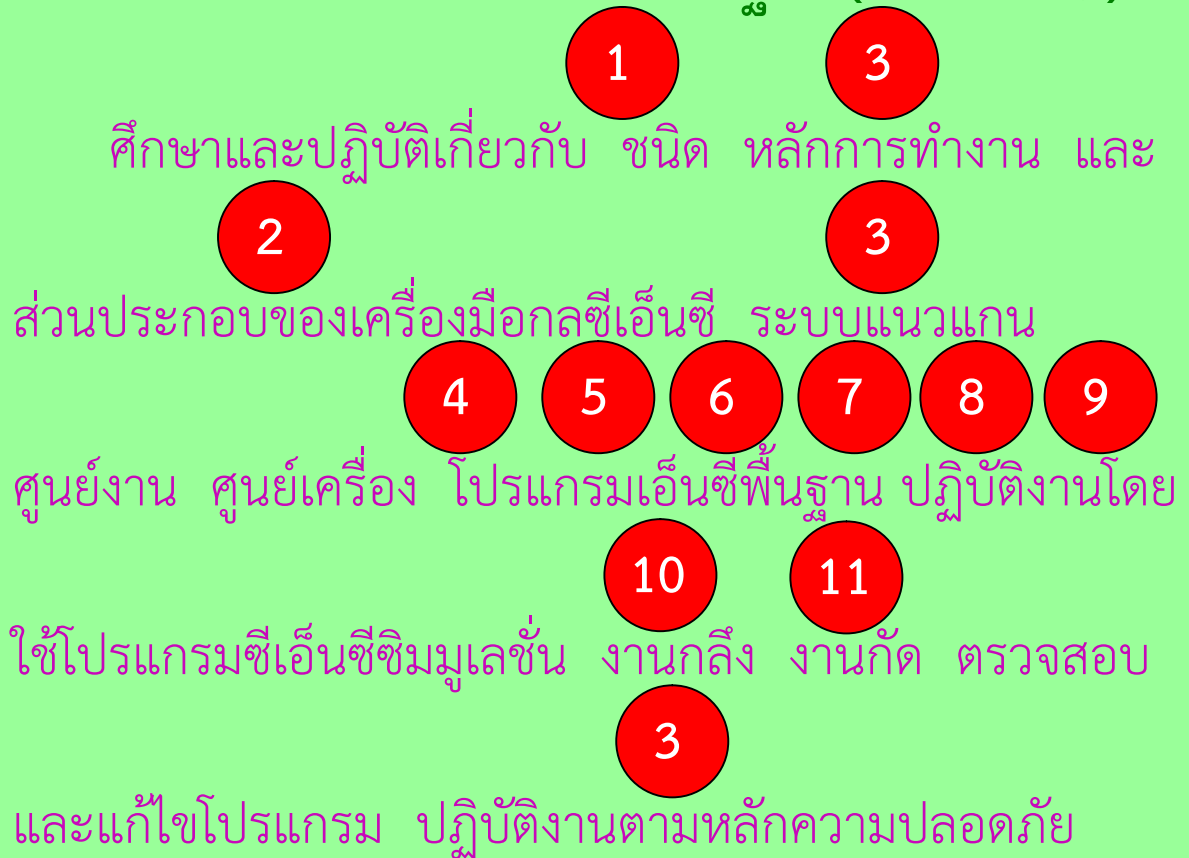 1 3
ศึกษาและปฏิบัติเกี่ยวกับ ชนิด หลักการทำงาน และ
2 3
ส่วนประกอบของเครื่องมือกลซีเอ็นซี ระบบแนวแกน
4 5 6 7 8 9
ศูนย์งาน ศูนย์เครื่อง โปรแกรมเอ็นซีพื้นฐาน ปฏิบัติงานโดย
10 11
ใช้โปรแกรมซีเอ็นซีซิมมูเลชั่น งานกลึง งานกัด ตรวจสอบ
3
และแก้ไขโปรแกรม ปฏิบัติงานตามหลักความปลอดภัย